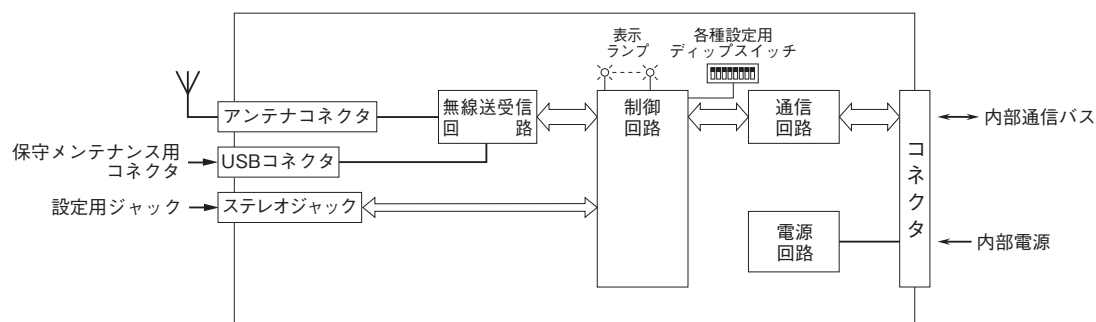 表示
ランプ
各種設定用
ディップスイッチ
アンテナコネクタ
無線送受信
回　　　路
制御
回路
通信
回路
内部通信バス
保守メンテナンス用
コネクタ
USBコネクタ
設定用ジャック
ステレオジャック
コネクタ
電源
回路
内部電源